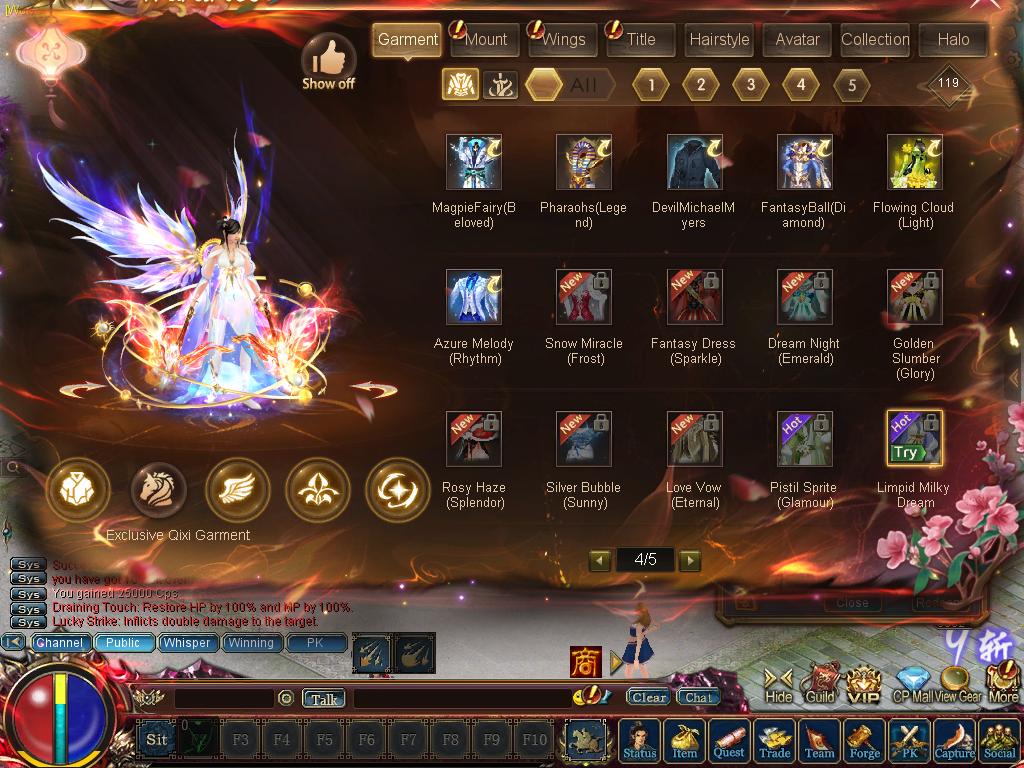 Garment Mount Wings Title Hairstyle Avatar Collection Halo
Show off
All 1 2 3 4 5 119
MagpieFairy(B
eloved)
Pharaohs(Lege
nd)
DevilMichaelM
yers
FantasyBall(Di
amond)
Flowing Cloud
(Light)
Azure Melody
(Rhythm)
New
Snow Miracle
(Frost)
New
Fantasy Dress
(Sparkle)
New
Dream Night
(Emerald)
New
Golden
Slumber
(Glory)
New
Rosy Haze
(Splendor)
New
Silver Bubble
(Sunny)
New
Love Vow
(Eternal)
Hot
Pistil Sprite
(Glamour)
Hot
Try
Limpid Milky
Dream
Exclusive Qixi Garment
4/5
Sys
Sys you have got
Sys You gained 25000 Cps
Sys Draining Touch: Restore HP by 100% and MP by 100%.
Sys Lucky Strike: Inflicts double damage to the target.
Close
Channel Public Whisper Winning PK
商
斩
Hide Guild VIP CP Mall View Gear More
Talk Clear Chat
Sit 0 F3 F4 F5 F6 F7 F8 F9 F10
Status Item Quest Trade Team Forge PK Capture Social